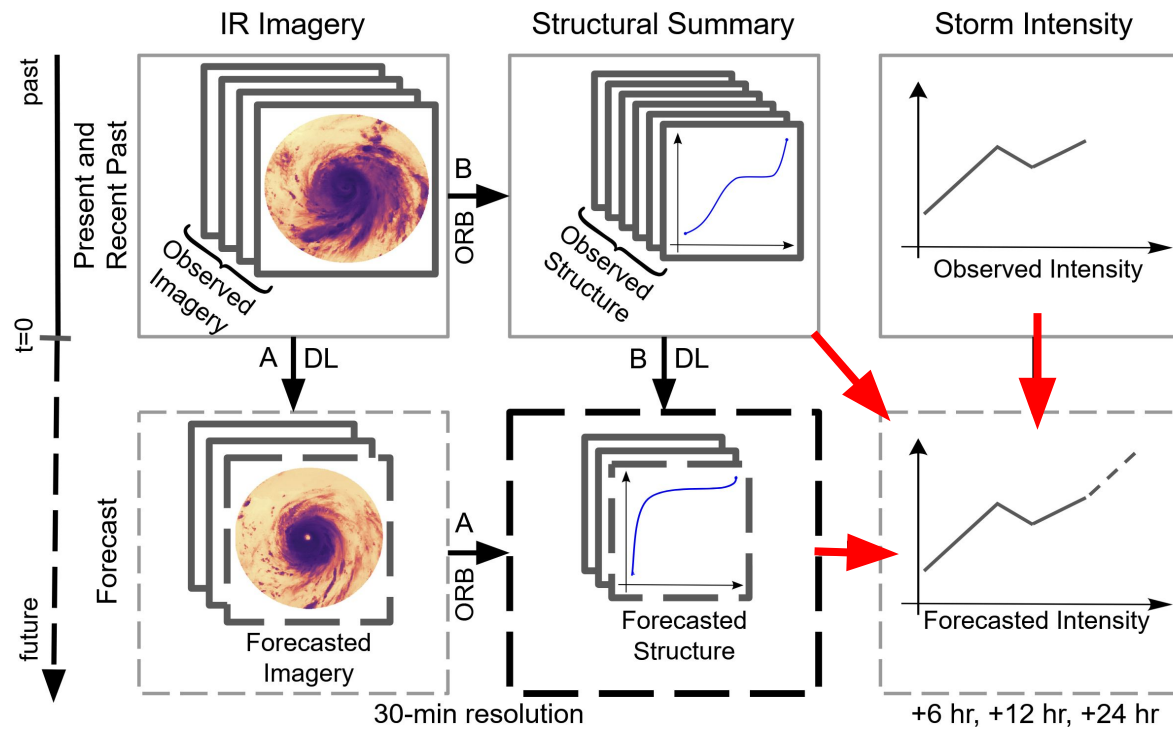 IR Imagery
Structural Summary
Storm Intensity
past
Present and
Recent Past
t=0
Observed
Imagery
B
ORB
Observed
Structure
Observed Intensity
A DL
B DL
Forecast
future
Forecasted
Imagery
A
ORB
Forecasted
Structure
Forecasted Intensity
30-min resolution
+6 hr, +12 hr, +24 hr